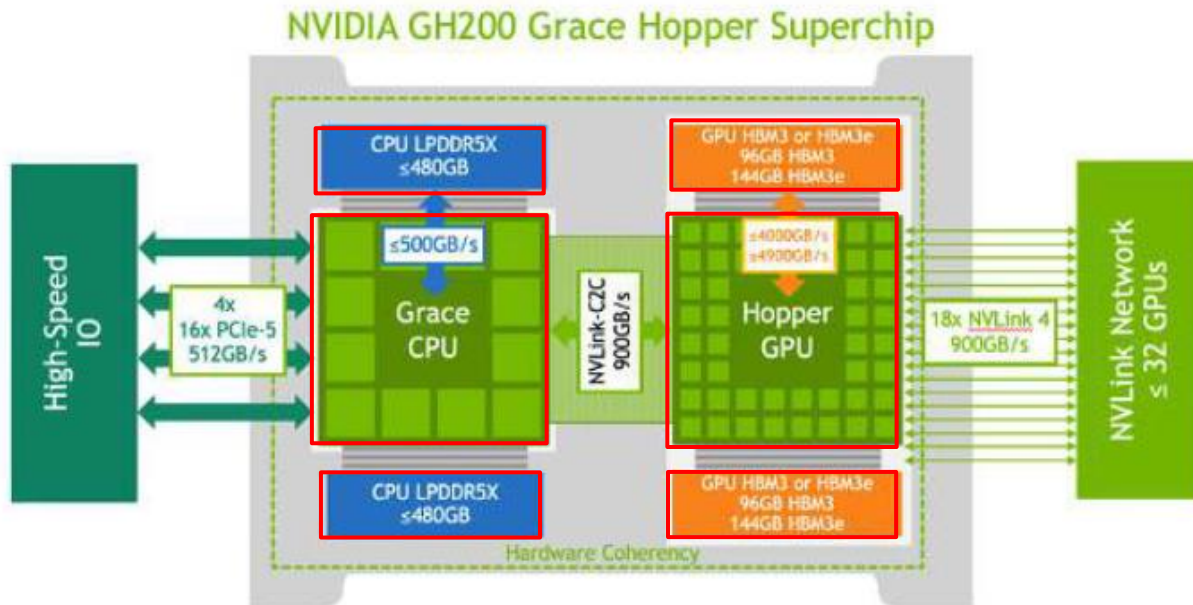 NVIDIA GH200 Grace Hopper Superchip
CPU LPDDR5X
≤480GB
GPU HBM3 or HBM3e
96GB HBM3
144GB HBM3e
≤500GB/s
≤4000GB/s
≤4900GB/s
High-Speed
IO
4x
16x PCIe-5
512GB/s
Grace
CPU
NVLink-C2C
900GB/s
Hopper
GPU
18x NVLink 4
900GB/s
NVLink Network
≤ 32 GPUs
CPU LPDDR5X
≤480GB
GPU HBM3 or HBM3e
96GB HBM3
144GB HBM3e
Hardware Coherency